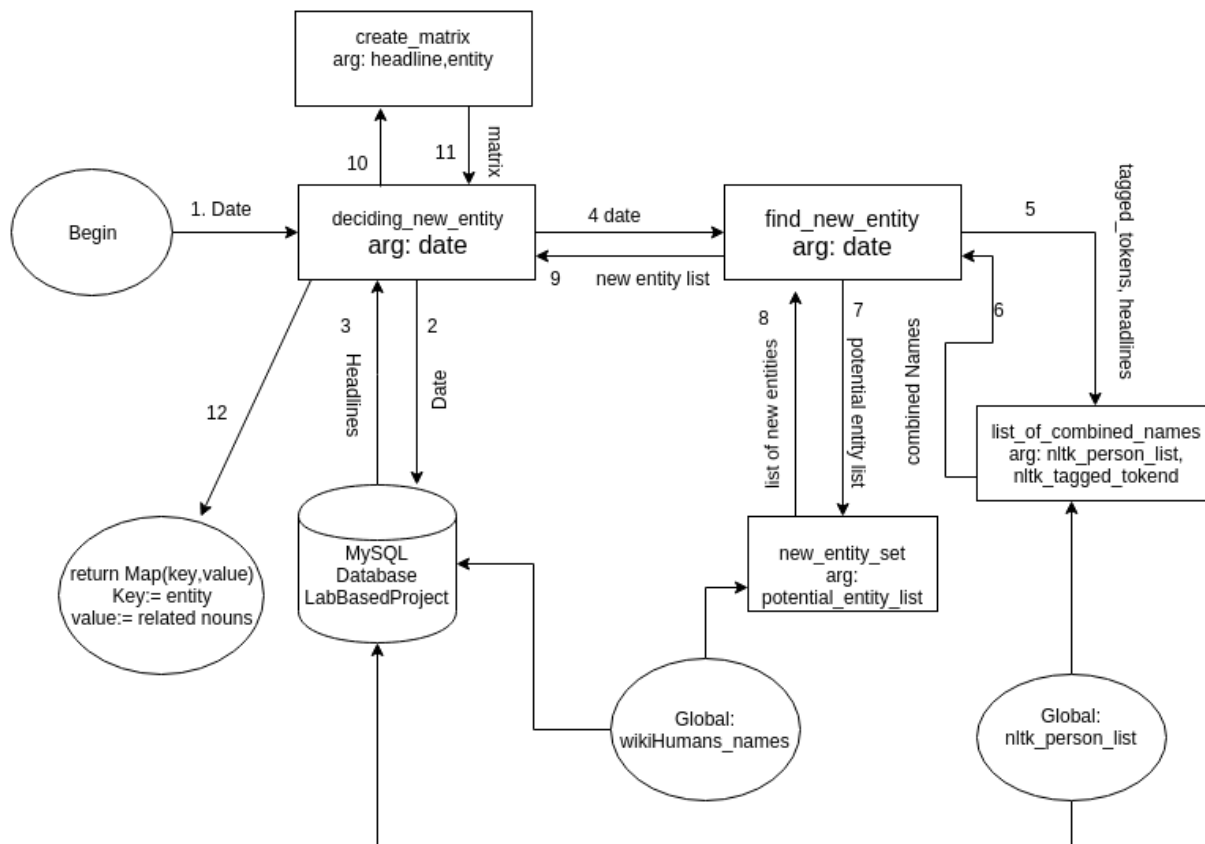 create_matrix
arg: headline,entity
10
11
matrix
Begin
1. Date
deciding_new_entity
arg: date
4 date
9
new entity list
find_new_entity
arg: date
5
tagged_tokens, headlines
3
Headlines
2
Date
8
list of new entities
7
potential entity list
6
combined Names
12
list_of_combined_names
arg: nltk_person_list,
nltk_tagged_tokend
return Map(key,value)
Key:= entity
value:= related nouns
MySQL
Database
LabBasedProject
new_entity_set
arg:
potential_entity_list
Global:
wikiHumans_names
Global:
nltk_person_list